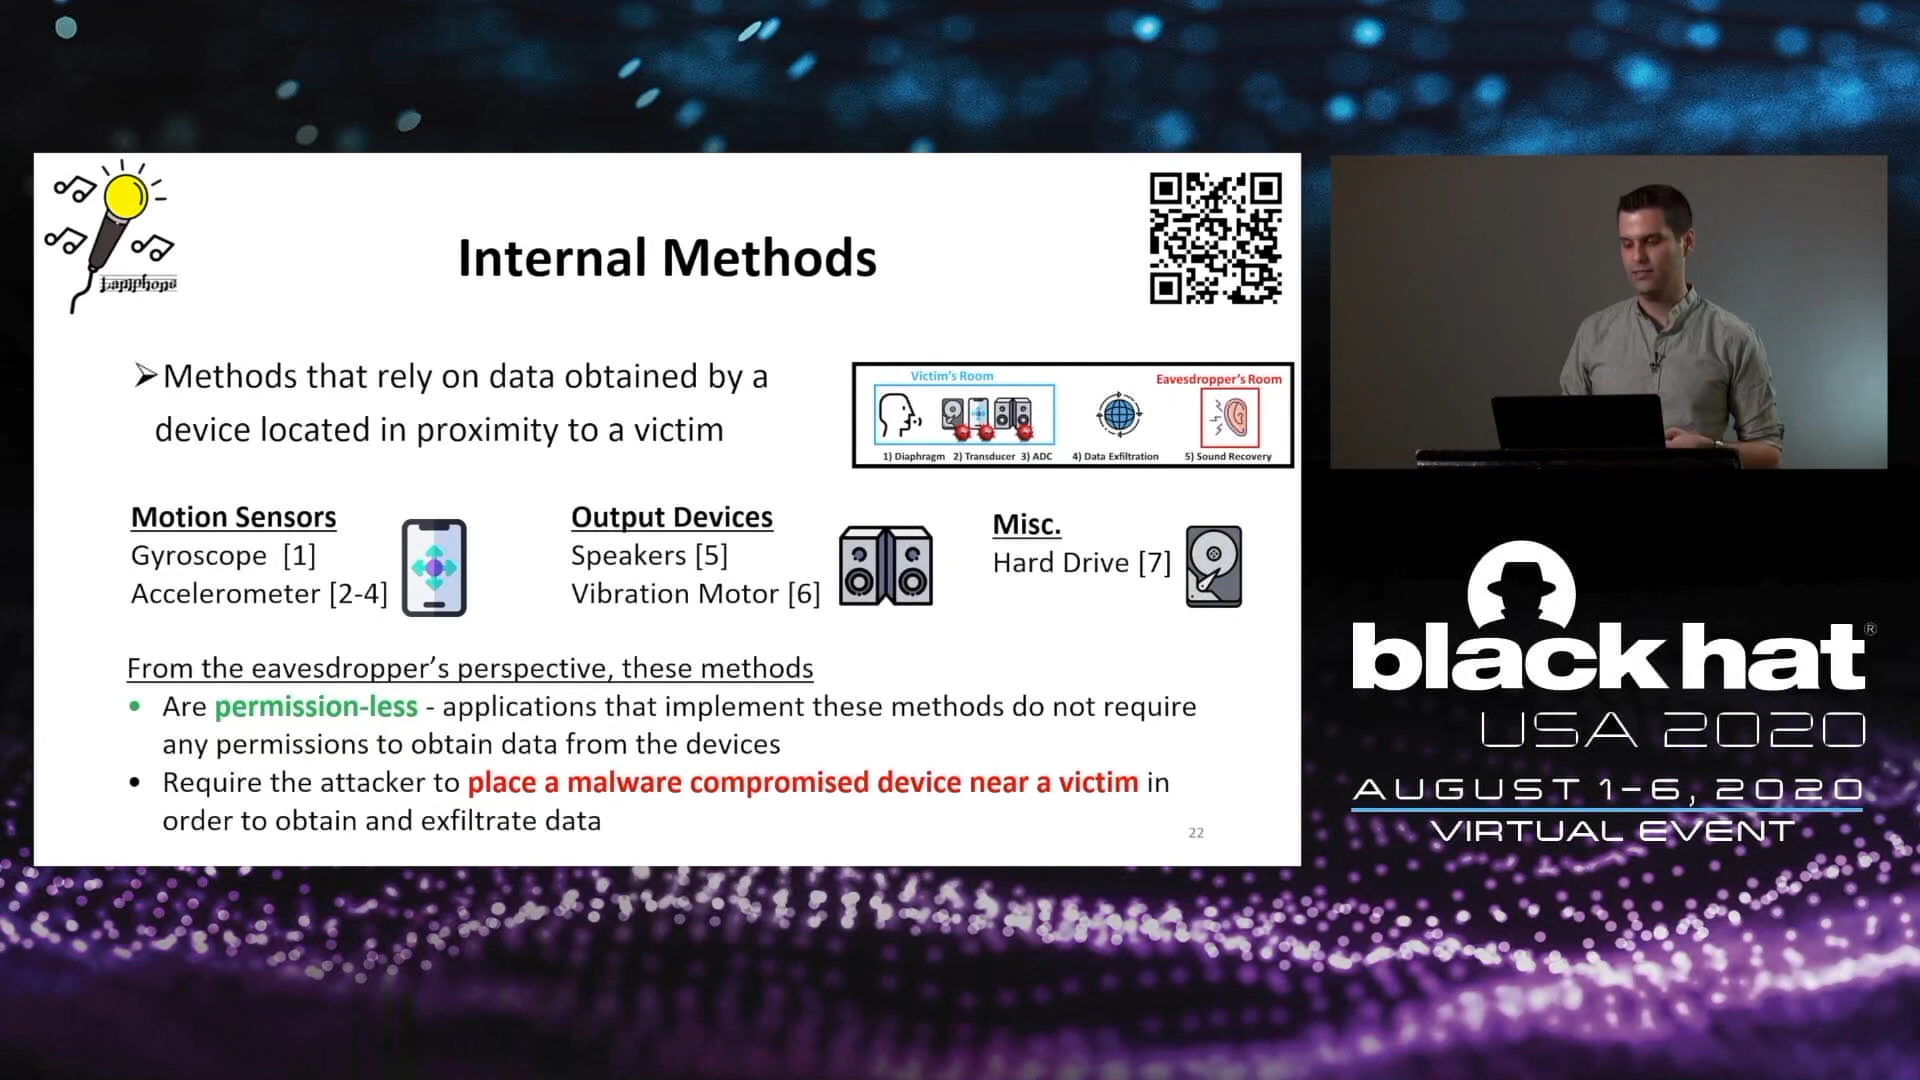 Lamphone
Internal Methods
➢Methods that rely on data obtained by a
device located in proximity to a victim
Victim's Room
Eavesdropper's Room
1) Diaphragm 2) Transducer 3) ADC 4) Data Exfiltration 5) Sound Recovery
Motion Sensors
Gyroscope [1]
Accelerometer [2-4]
Output Devices
Speakers [5]
Vibration Motor [6]
Misc.
Hard Drive [7]
From the eavesdropper's perspective, these methods
• Are permission-less - applications that implement these methods do not require
any permissions to obtain data from the devices
• Require the attacker to place a malware compromised device near a victim in
order to obtain and exfiltrate data
22
black hat®
USA 2020
AUGUST 1-6, 2020
VIRTUAL EVENT